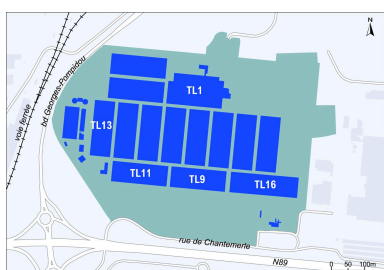 N
bd Georges-Pompidou
voie ferrée
TL1
TL13
TL11
TL9
TL16
rue de Chantemerle
N89
0 50 100m